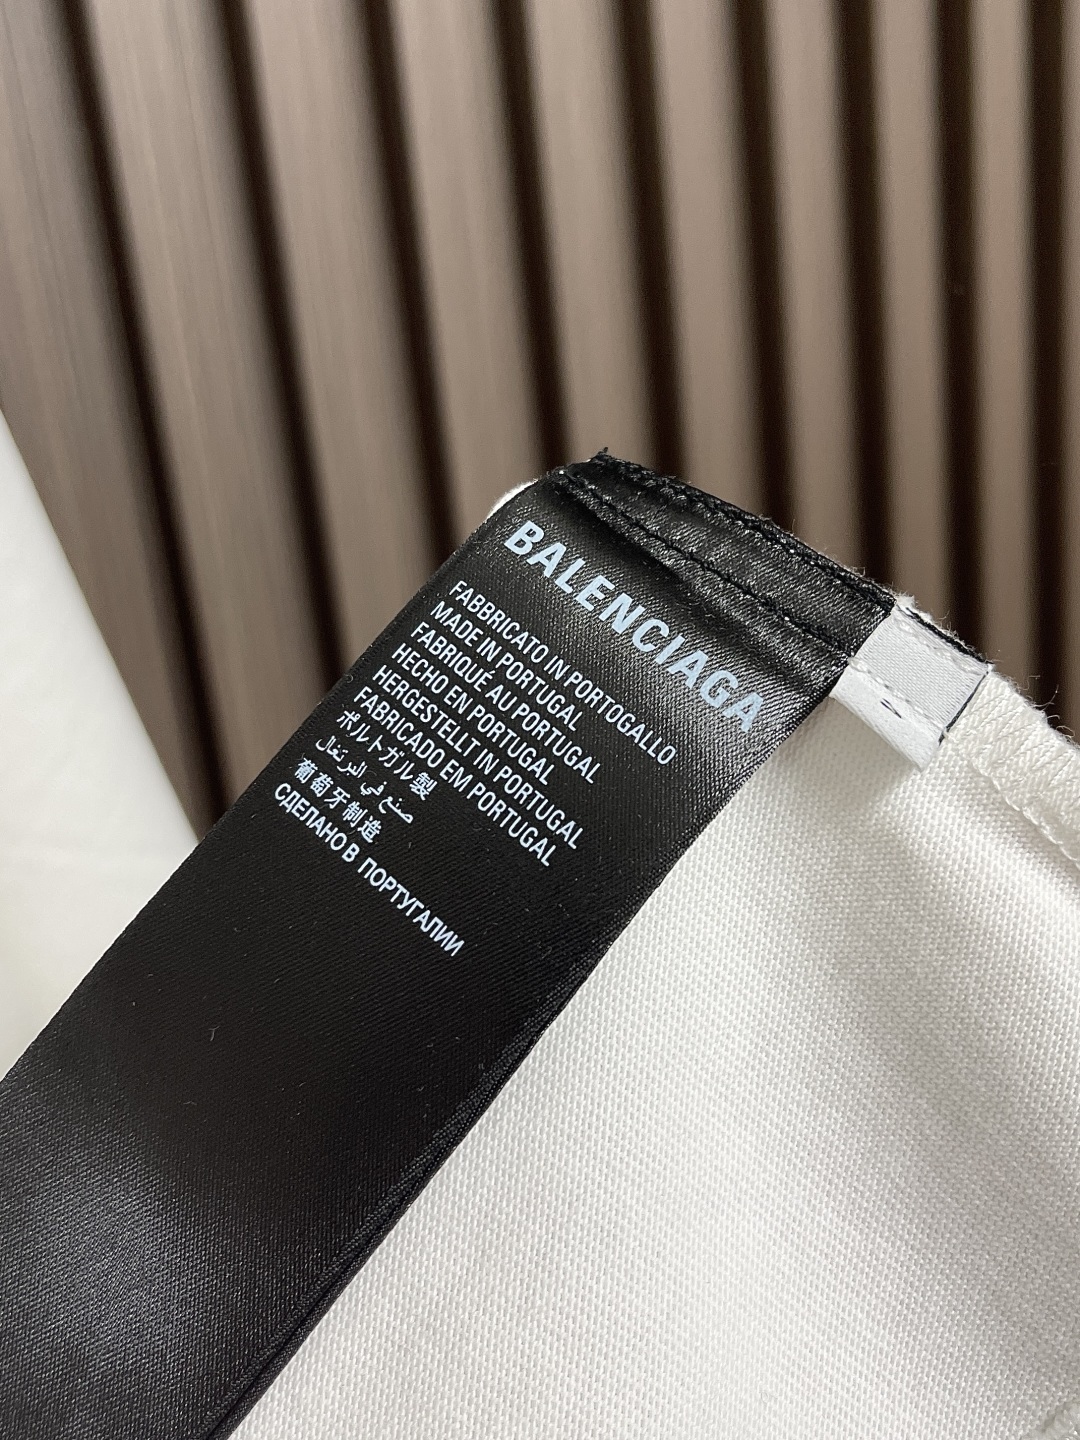 BALENCIAGA
FABBRICATO IN PORTOGALLO
MADE IN PORTUGAL
FABRIQUÉ AU PORTUGAL
HECHO EN PORTUGAL
HERGESTELLT IN PORTUGAL
FABRICADO EM PORTUGAL
ポルトガル製
صنع في البرتغال
葡萄牙制造
СДЕЛАНО В ПОРТУГАЛИИ